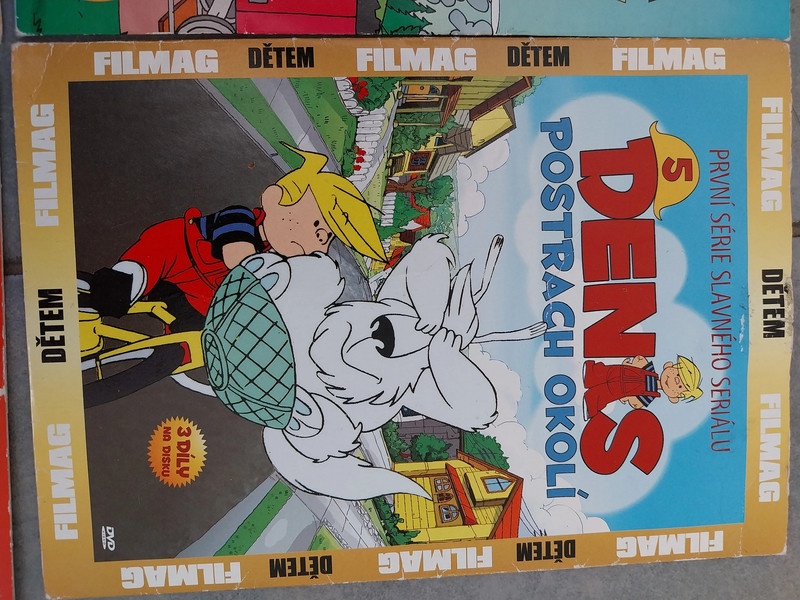 FILMAG DĚTEM FILMAG DĚTEM FILMAG
FILMAG
DĚTEM
FILMAG
PRVNÍ SÉRIE SLAVNÉHO SERIÁLU
5
DENIS
POSTRACH OKOLÍ
3 DÍLY
NA DISKU
DVD
FILMAG
DĚTEM
FILMAG
FILMAG DĚTEM FILMAG DĚTEM FILMAG